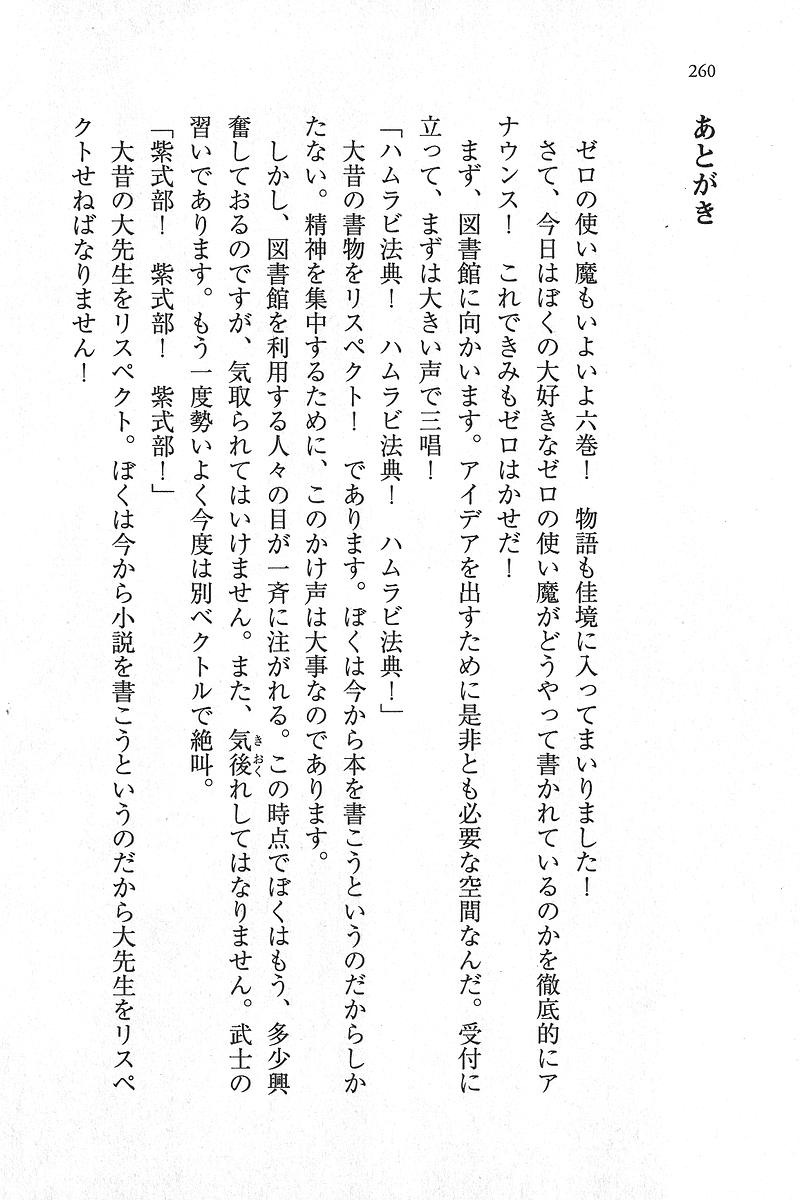 260
あとがき
　ゼロの使い魔もいよいよ六巻！　物語も佳境に入ってまいりました！
　さて、今日はぼくの大好きなゼロの使い魔がどうやって書かれているのかを徹底的にア
ナウンス！　これできみもゼロはかせだ！
　まず、図書館に向かいます。アイデアを出すために是非とも必要な空間なんだ。受付に
立って、まずは大きい声で三唱！
「ハムラビ法典！　ハムラビ法典！　ハムラビ法典！」
　大昔の書物をリスペクト！　であります。ぼくは今から本を書こうというのだからしか
たない。精神を集中するために、このかけ声は大事なのであります。
　しかし、図書館を利用する人々の目が一斉に注がれる。この時点でぼくはもう、多少興
奮しておるのですが、気取られてはいけません。また、気後れしてはなりません。武士の
きおく
習いであります。もう一度勢いよく今度は別ベクトルで絶叫。
「紫式部！　紫式部！　紫式部！」
　大昔の大先生をリスペクト。ぼくは今から小説を書こうというのだから大先生をリスペ
クトせねばなりません！